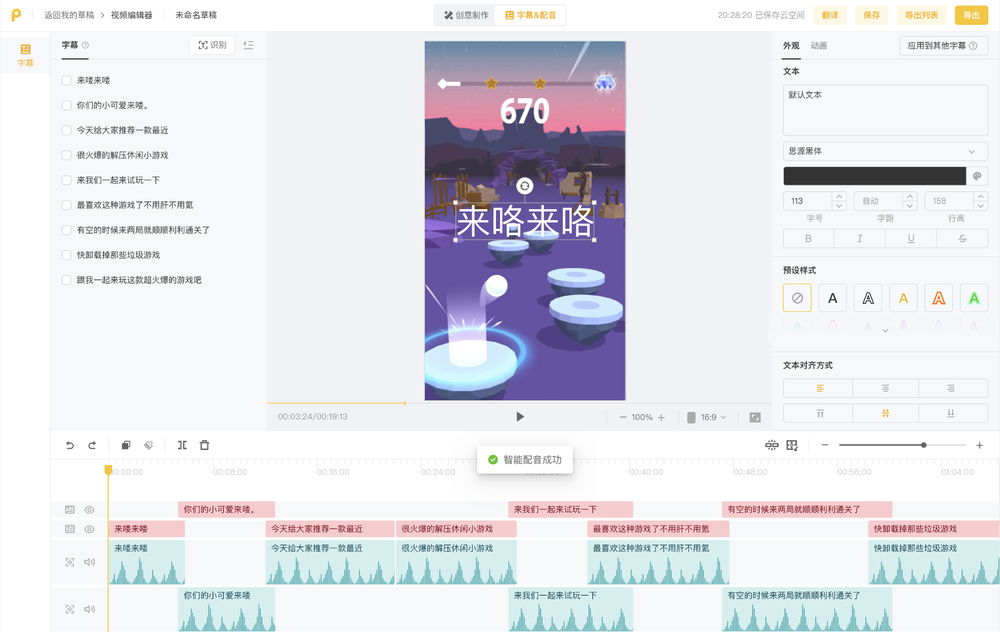 返回我的草稿 > 视频编辑器 未命名草稿
创意制作 字幕&配音
20:28:20 已保存云空间 翻译 保存 导出列表 导出
字幕
字幕 识别
来喽来喽
你们的小可爱来喽。
今天给大家推荐一款最近
很火爆的解压休闲小游戏
来我们一起来试玩一下
最喜欢这种游戏了不用肝不用氪
有空的时候来两局就顺顺利利通关了
快卸载掉那些垃圾游戏
跟我一起来玩这款超火爆的游戏吧
670
来咯来咯
00:03:24/00:19:13
100%
16:9
外观 动画 应用到其他字幕
文本
默认文本
思源黑体
113 自动 158
字号 字距 行高
B I U S
预设样式
A A A A A
文本对齐方式
智能配音成功
00:00:00 00:08:00 00:16:00 00:24:00 00:40:00 00:48:00 00:56:00 01:04:00
你们的小可爱来喽。 来我们一起来试玩一下 有空的时候来两局就顺顺利利通关了
来喽来喽 今天给大家推荐一款最近 很火爆的解压休闲小游戏 最喜欢这种游戏了不用肝不用氪 快卸载掉那些垃圾游戏
来喽来喽 今天给大家推荐一款最近 很火爆的解压休闲小游戏 最喜欢这种游戏了不用肝不用氪 快卸载掉那些垃圾游戏
你们的小可爱来喽 来我们一起来试玩一下 有空的时候来两局就顺顺利利通关了